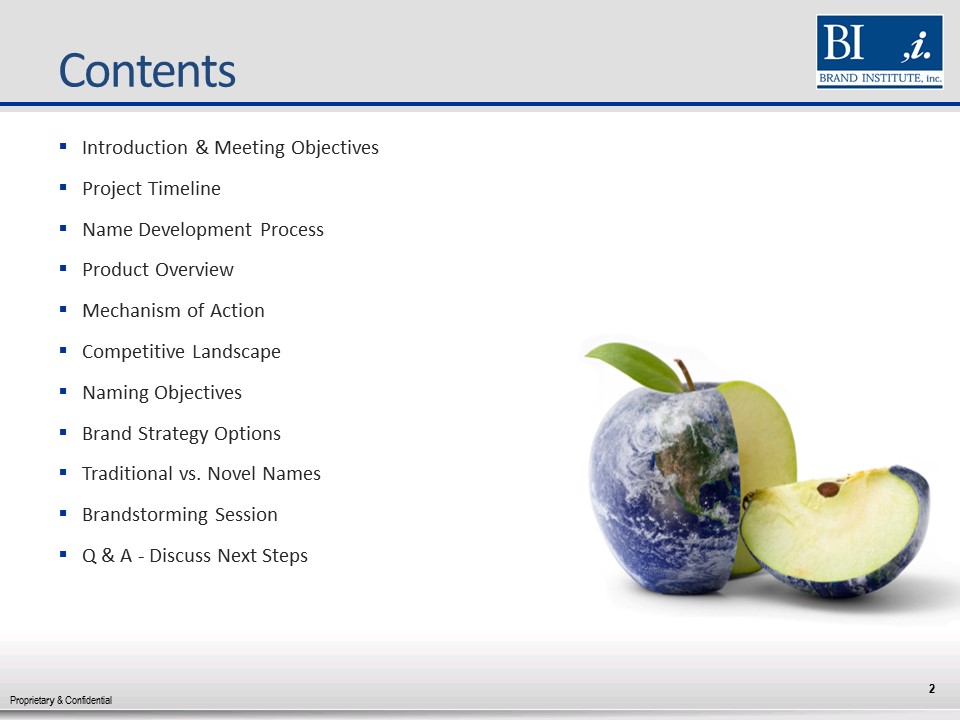 Contents
BI ,i.
BRAND INSTITUTE, inc.
Introduction & Meeting Objectives
Project Timeline
Name Development Process
Product Overview
Mechanism of Action
Competitive Landscape
Naming Objectives
Brand Strategy Options
Traditional vs. Novel Names
Brandstorming Session
Q & A - Discuss Next Steps
2
Proprietary & Confidential